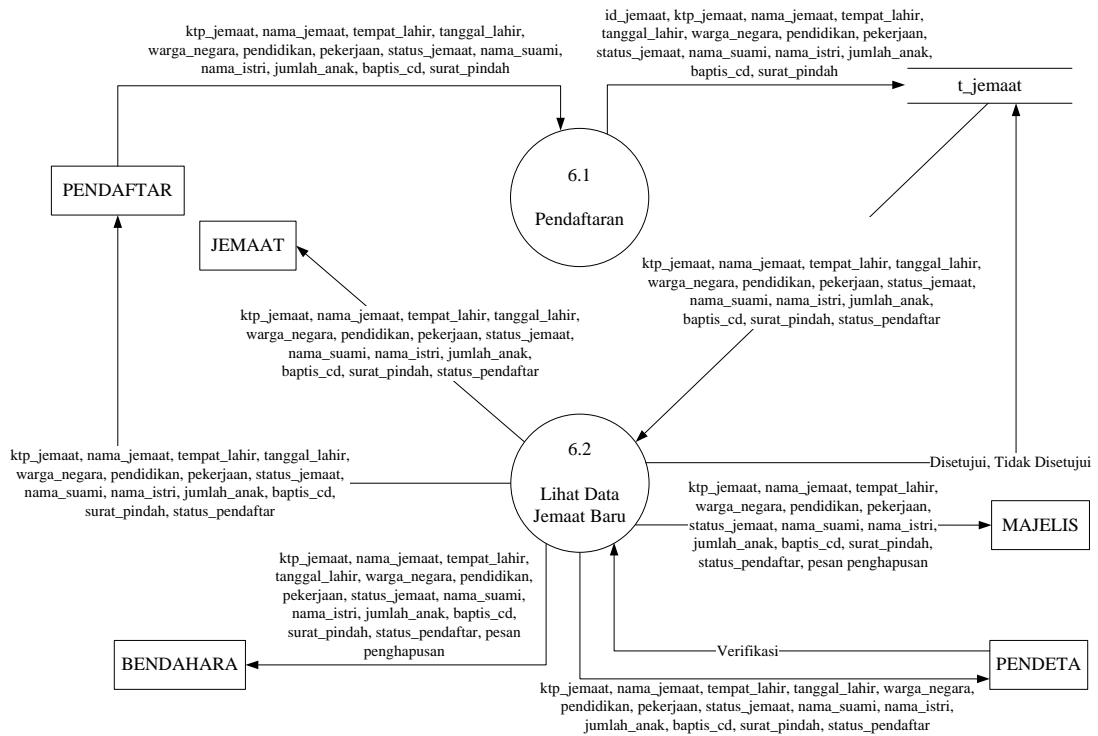 ktp_jemaat, nama_jemaat, tempat_lahir, tanggal_lahir,
warga_negara, pendidikan, pekerjaan, status_jemaat, nama_suami,
nama_istri, jumlah_anak, baptis_cd, surat_pindah
id_jemaat, ktp_jemaat, nama_jemaat, tempat_lahir,
tanggal_lahir, warga_negara, pendidikan, pekerjaan,
status_jemaat, nama_suami, nama_istri, jumlah_anak,
baptis_cd, surat_pindah
t_jemaat
6.1
Pendaftaran
PENDAFTAR
JEMAAT
ktp_jemaat, nama_jemaat, tempat_lahir, tanggal_lahir,
warga_negara, pendidikan, pekerjaan, status_jemaat,
nama_suami, nama_istri, jumlah_anak,
baptis_cd, surat_pindah, status_pendaftar
ktp_jemaat, nama_jemaat, tempat_lahir, tanggal_lahir,
warga_negara, pendidikan, pekerjaan, status_jemaat,
nama_suami, nama_istri, jumlah_anak,
baptis_cd, surat_pindah, status_pendaftar
6.2
Lihat Data
Jemaat Baru
ktp_jemaat, nama_jemaat, tempat_lahir, tanggal_lahir,
warga_negara, pendidikan, pekerjaan, status_jemaat,
nama_suami, nama_istri, jumlah_anak, baptis_cd,
surat_pindah, status_pendaftar
Disetujui, Tidak Disetujui
ktp_jemaat, nama_jemaat, tempat_lahir,
warga_negara, pendidikan, pekerjaan,
status_jemaat, nama_suami, nama_istri,
jumlah_anak, baptis_cd, surat_pindah,
status_pendaftar, pesan penghapusan
MAJELIS
ktp_jemaat, nama_jemaat, tempat_lahir,
tanggal_lahir, warga_negara, pendidikan,
pekerjaan, status_jemaat, nama_suami,
nama_istri, jumlah_anak, baptis_cd,
surat_pindah, status_pendaftar, pesan
penghapusan
BENDAHARA
Verifikasi
PENDETA
ktp_jemaat, nama_jemaat, tempat_lahir, tanggal_lahir, warga_negara,
pendidikan, pekerjaan, status_jemaat, nama_suami, nama_istri,
jumlah_anak, baptis_cd, surat_pindah, status_pendaftar